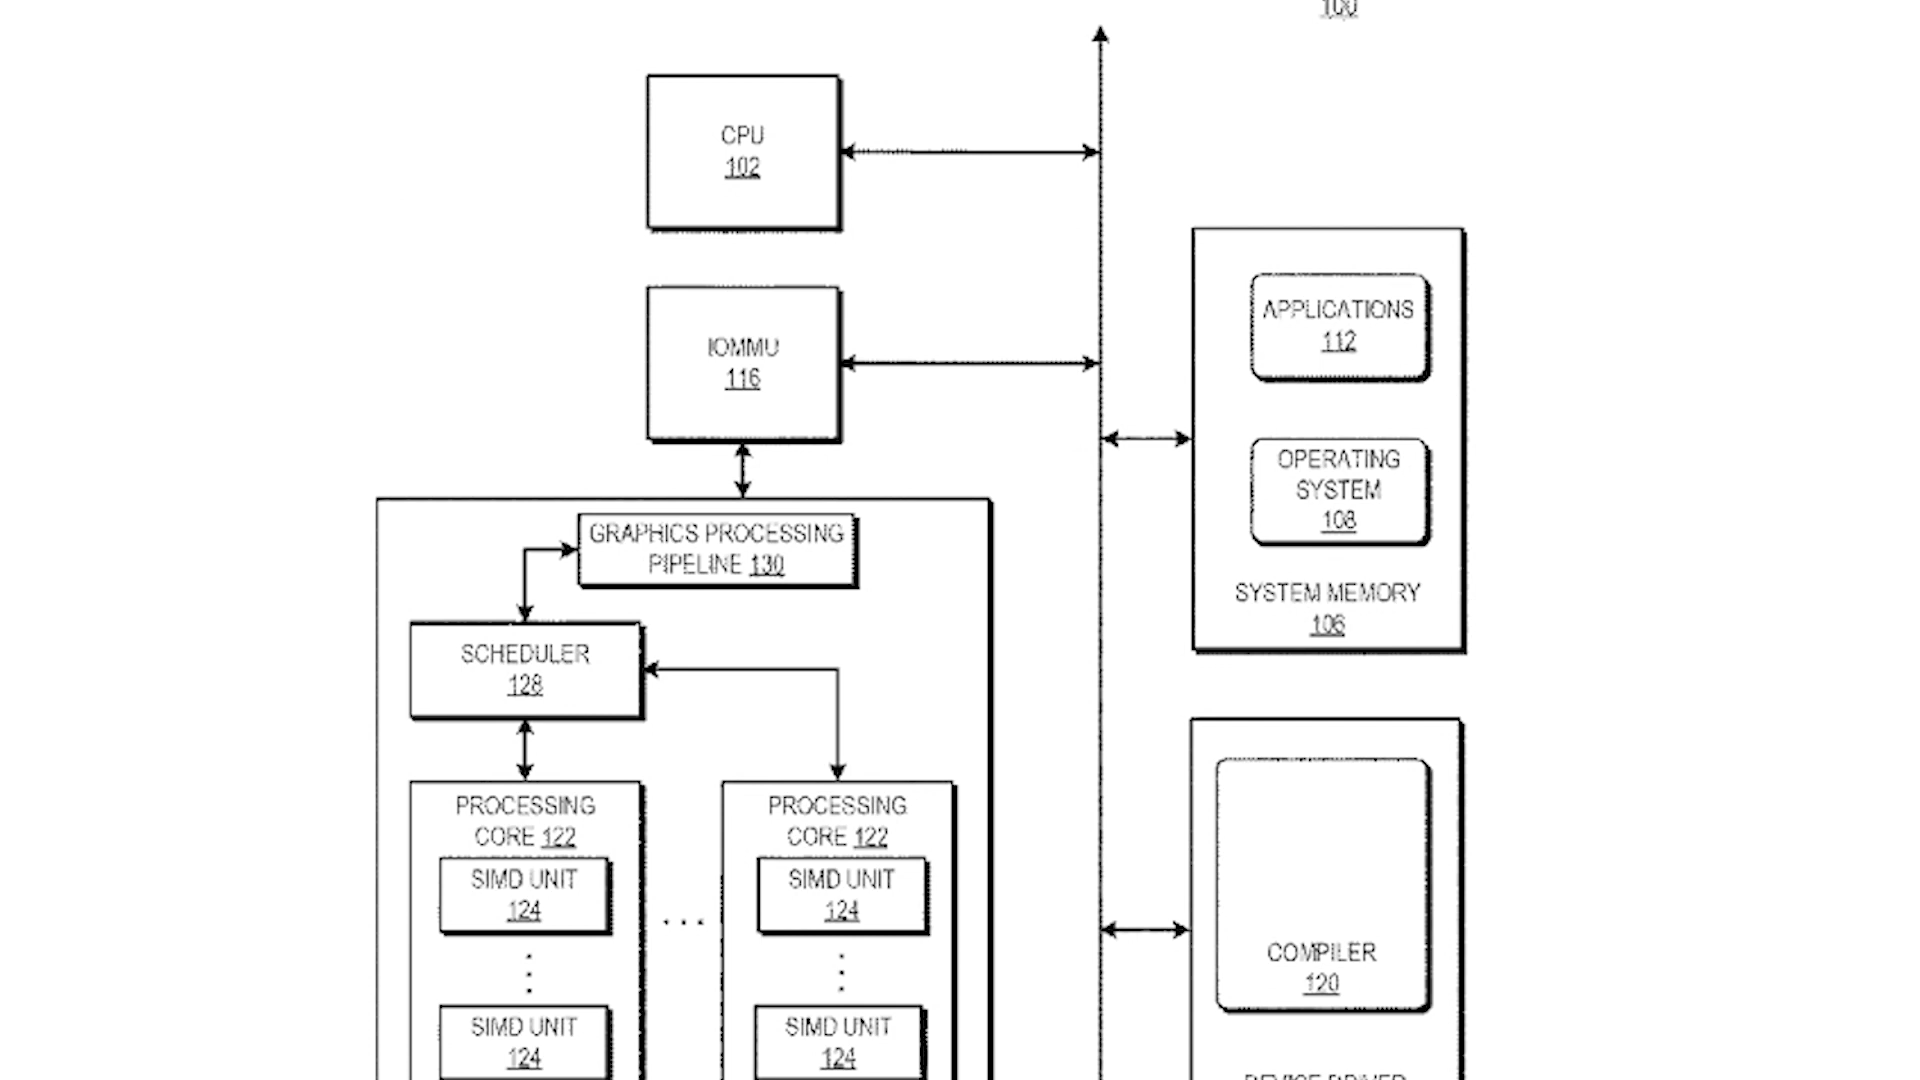 100
CPU
102
IOMMU
116
APPLICATIONS
112
OPERATING
SYSTEM
108
SYSTEM MEMORY
106
GRAPHICS PROCESSING
PIPELINE 130
SCHEDULER
128
PROCESSING
CORE 122
SIMD UNIT
124
...
SIMD UNIT
124
PROCESSING
CORE 122
SIMD UNIT
124
SIMD UNIT
124
COMPILER
120
DEVICE DRIVER